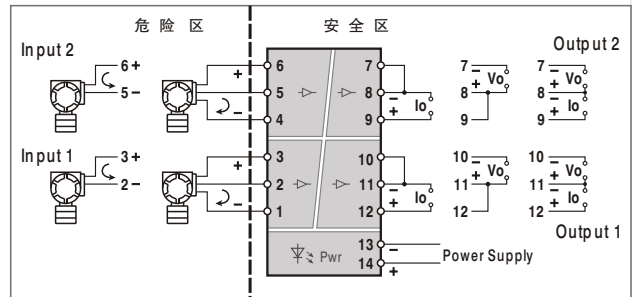 危险区 安全区
Input 2 Output 2
6+ + 6 7 7 − Vo 7 − Vo
5− 5 8 − Io 8 + 8 +
4 − 9 + 9 − Io
9 +
Input 1
3+ + 3 10 10 − Vo 10 − Vo
2− 2 11 − Io 11 + 11 +
1 − 12 + 12 − Io
12 +
Output 1
Pwr 13 − Power Supply
14 +